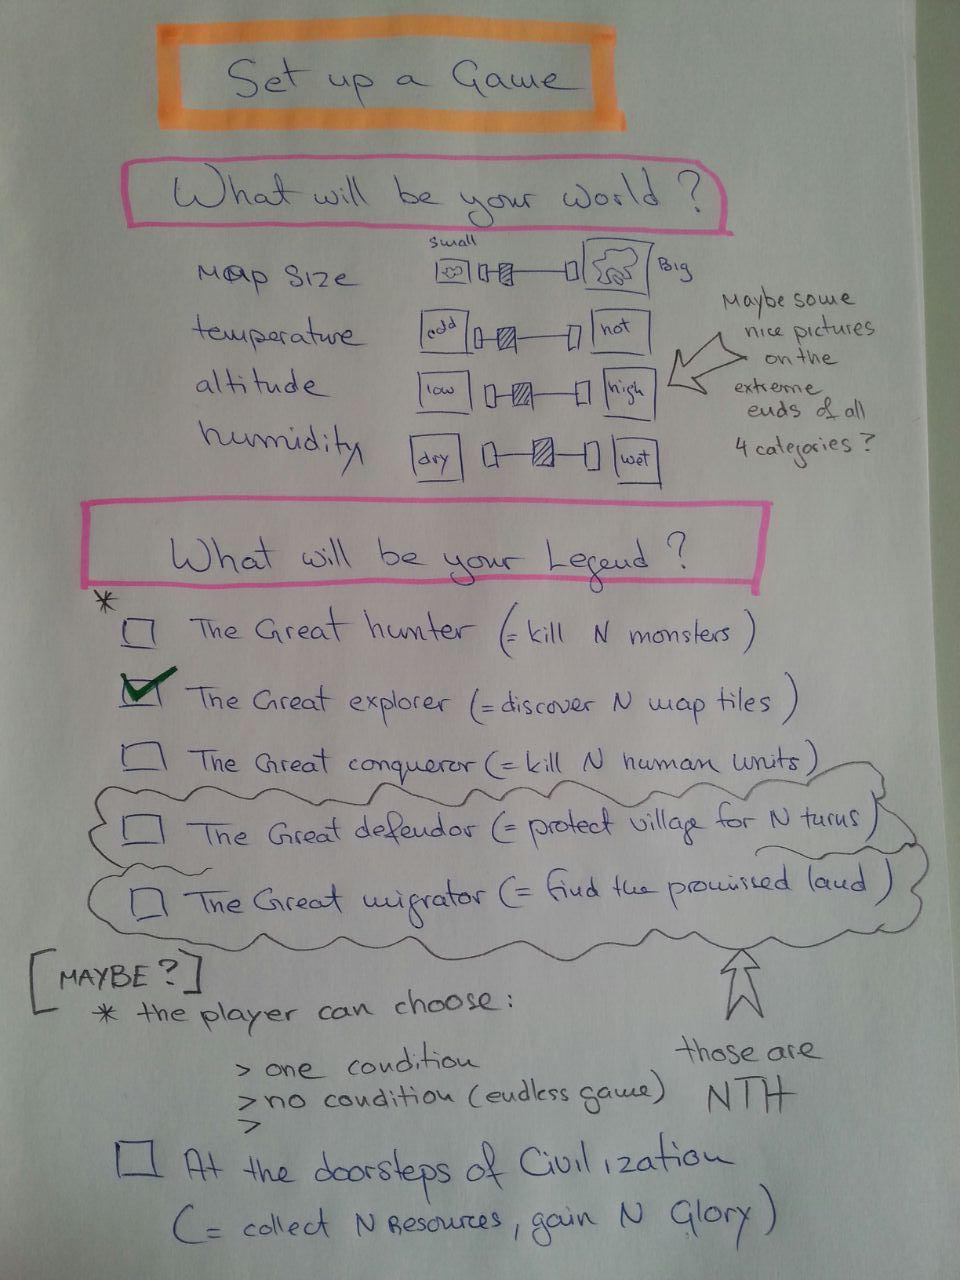 Set up a Game
What will be your world?
small
Map Size
Big
temperature
cold
hot
altitude
low
high
humidity
dry
wet
Maybe some
nice pictures
on the
extreme
ends of all
4 categories?
What will be your Legend?
*
The Great hunter (= kill N monsters)
The Great explorer (= discover N map tiles)
The Great conqueror (= kill N human units)
The Great defendor (= protect village for N turns)
The Great migrator (= find the promissed land)
[MAYBE?]
* the player can choose:
> one condition
> no condition (endless game)
>
those are
NTH
At the doorsteps of Civilization
(= collect N Resources, gain N Glory)